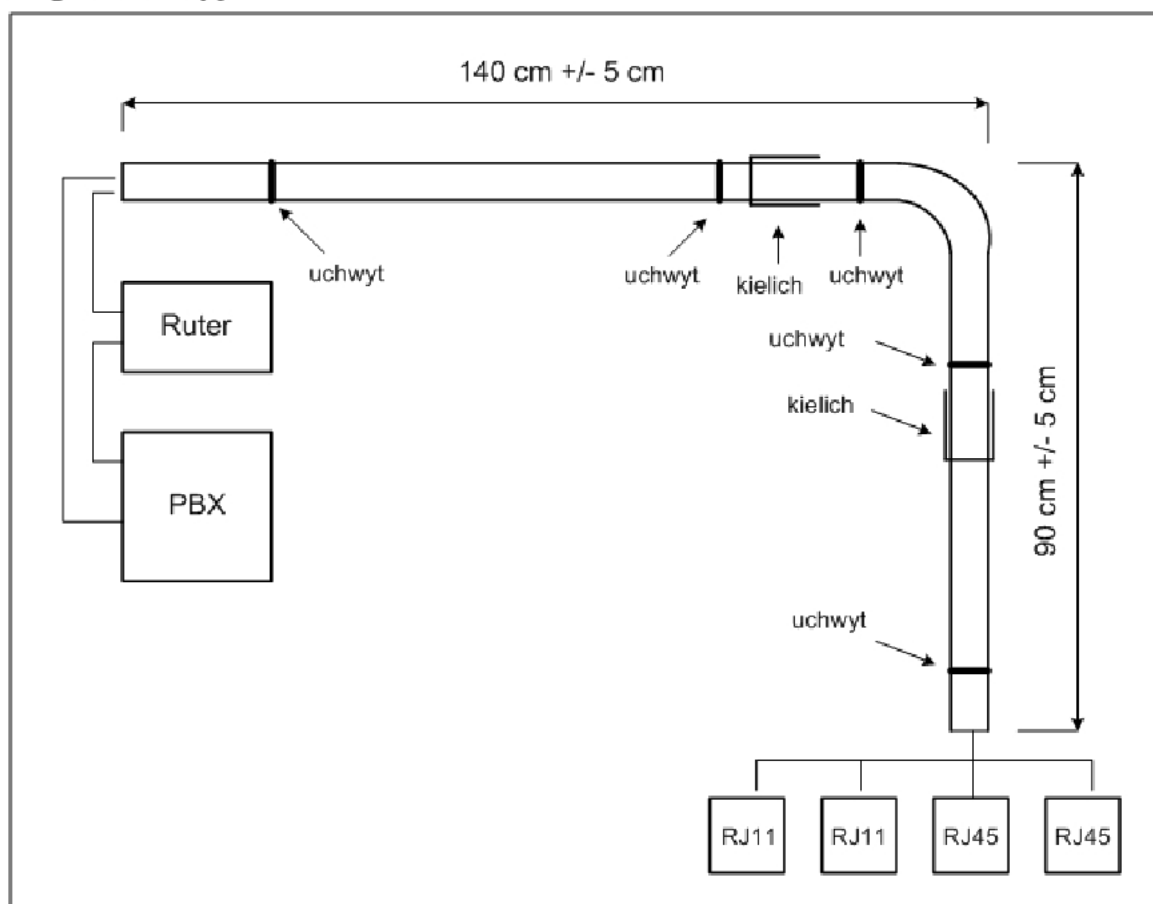 140 cm +/- 5 cm
uchwyt
uchwyt
kielich
uchwyt
Ruter
uchwyt
kielich
90 cm +/- 5 cm
PBX
uchwyt
RJ11
RJ11
RJ45
RJ45